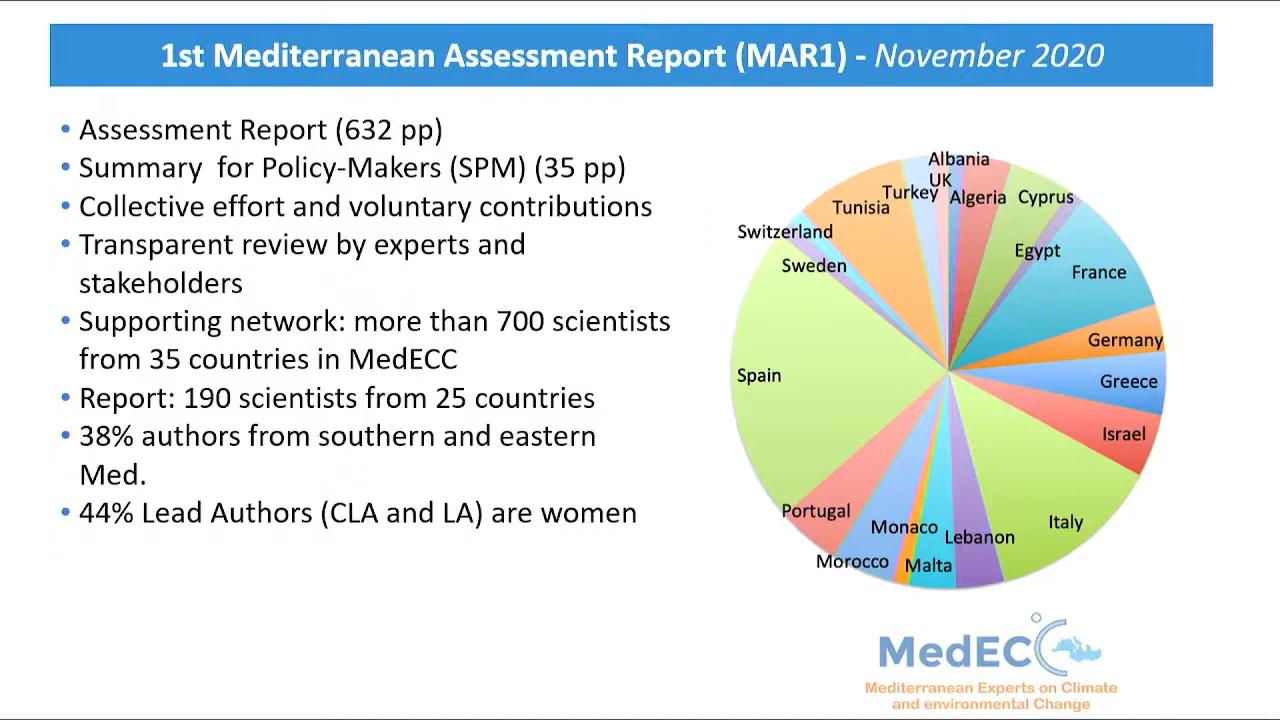 1st Mediterranean Assessment Report (MAR1) - November 2020
• Assessment Report (632 pp)
• Summary for Policy-Makers (SPM) (35 pp)
• Collective effort and voluntary contributions
• Transparent review by experts and
stakeholders
• Supporting network: more than 700 scientists
from 35 countries in MedECC
• Report: 190 scientists from 25 countries
• 38% authors from southern and eastern
Med.
• 44% Lead Authors (CLA and LA) are women
Albania
UK
Turkey
Algeria
Cyprus
Tunisia
Switzerland
Egypt
Sweden
France
Germany
Spain
Greece
Israel
Portugal
Italy
Monaco
Lebanon
Morocco
Malta
MedECC
Mediterranean Experts on Climate
and environmental Change